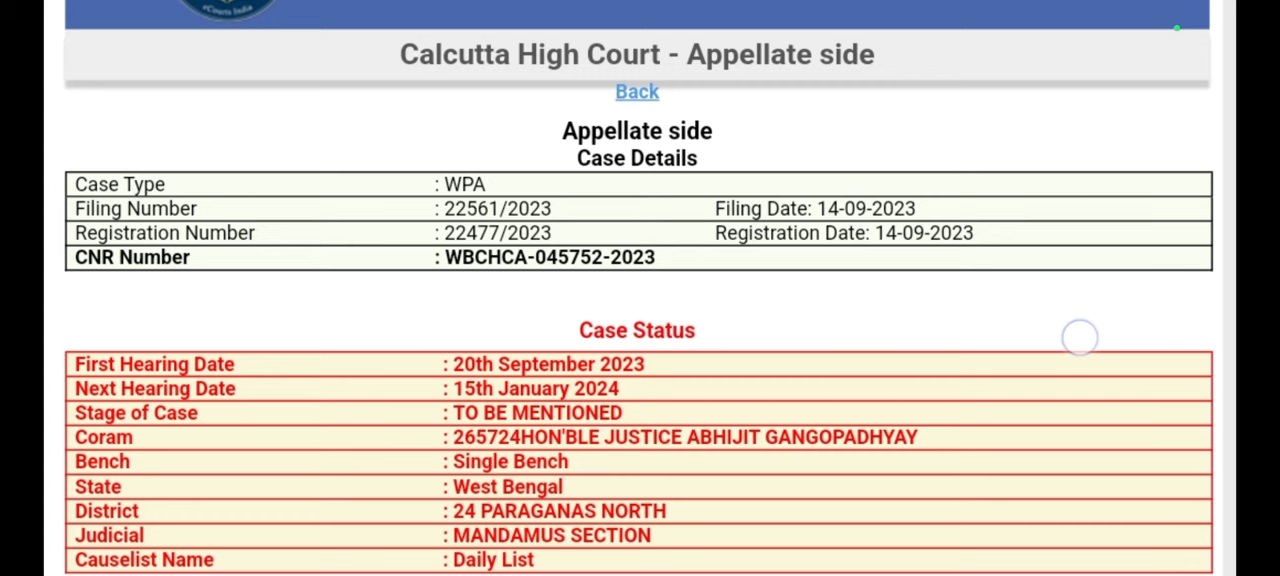 eCourts India
Calcutta High Court - Appellate side
Back
Appellate side
Case Details
Case Type : WPA
Filing Number : 22561/2023 Filing Date: 14-09-2023
Registration Number : 22477/2023 Registration Date: 14-09-2023
CNR Number : WBCHCA-045752-2023
Case Status
First Hearing Date : 20th September 2023
Next Hearing Date : 15th January 2024
Stage of Case : TO BE MENTIONED
Coram : 265724HON'BLE JUSTICE ABHIJIT GANGOPADHYAY
Bench : Single Bench
State : West Bengal
District : 24 PARAGANAS NORTH
Judicial : MANDAMUS SECTION
Causelist Name : Daily List